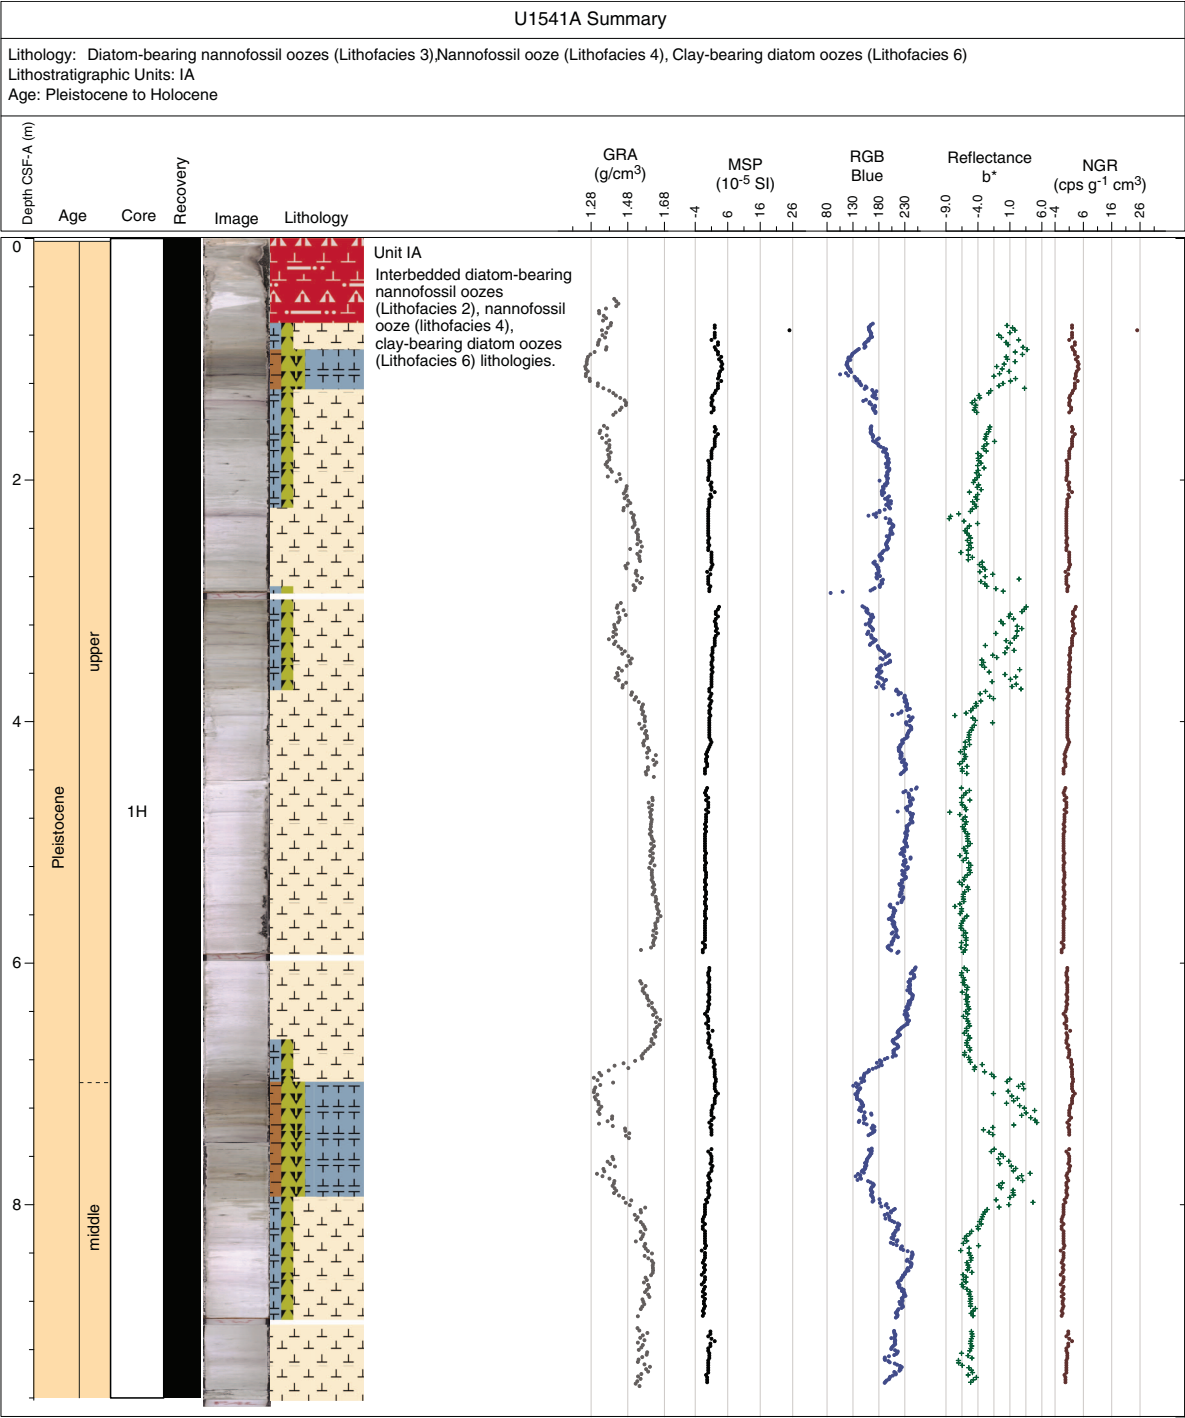 U1541A Summary
Lithology: Diatom-bearing nannofossil oozes (Lithofacies 3),Nannofossil ooze (Lithofacies 4), Clay-bearing diatom oozes (Lithofacies 6)
Lithostratigraphic Units: IA
Age: Pleistocene to Holocene
Depth CSF-A (m)
Age
Core
Recovery
Image
Lithology
GRA
(g/cm3)
1.28 1.48 1.68
MSP
(10-5 SI)
-4 6 16 26
RGB
Blue
80 130 180 230
Reflectance
b*
-9.0 -4.0 1.0 6.0
NGR
(cps g-1 cm3)
-4 6 16 26
0
2
4
6
8
Pleistocene
upper
middle
1H
Unit IA
Interbedded diatom-bearing
nannofossil oozes
(Lithofacies 2), nannofossil
ooze (lithofacies 4),
clay-bearing diatom oozes
(Lithofacies 6) lithologies.